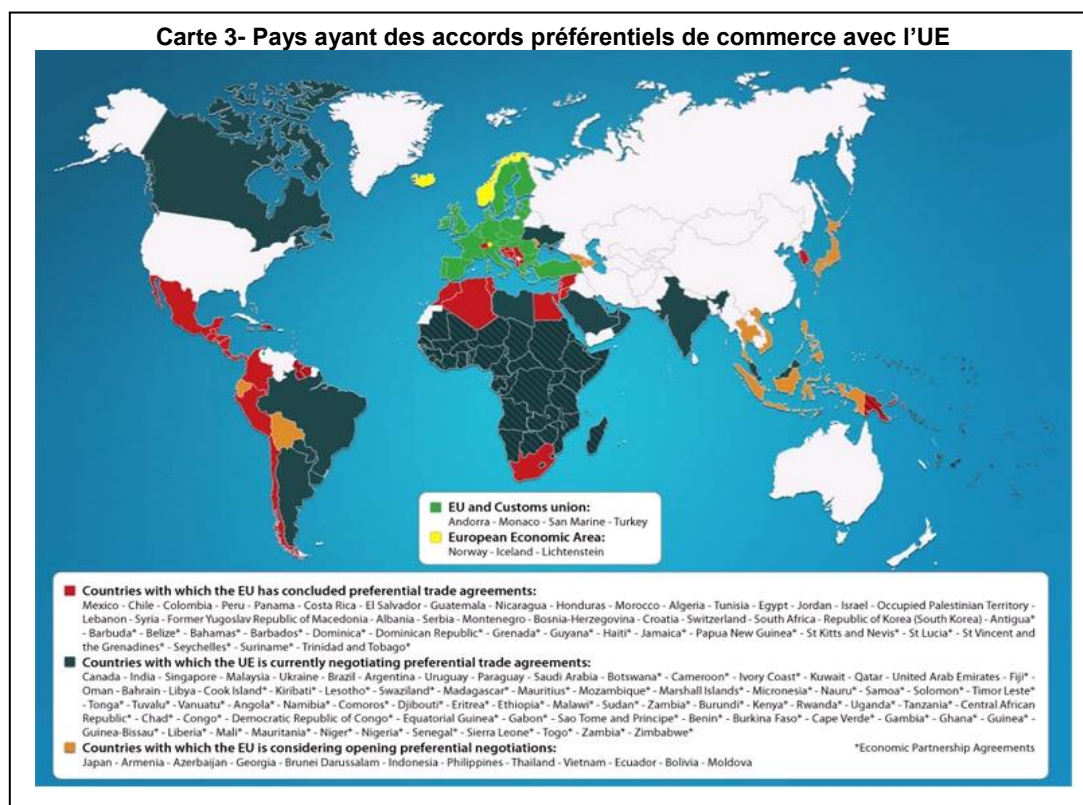 Carte 3- Pays ayant des accords préférentiels de commerce avec l'UE
EU and Customs union:
Andorra - Monaco - San Marine - Turkey
European Economic Area:
Norway - Iceland - Lichtenstein
Countries with which the EU has concluded preferential trade agreements:
Mexico - Chile - Colombia - Peru - Panama - Costa Rica - El Salvador - Guatemala - Nicaragua - Honduras - Morocco - Algeria - Tunisia - Egypt - Jordan - Israel - Occupied Palestinian Territory -
Lebanon - Syria - Former Yugoslav Republic of Macedonia - Albania - Serbia - Montenegro - Bosnia-Herzegovina - Croatia - Switzerland - South Africa - Republic of Korea (South Korea) - Antigua*
- Barbuda* - Belize* - Bahamas* - Barbados* - Dominica* - Dominican Republic* - Grenada* - Guyana* - Haiti* - Jamaica* - Papua New Guinea* - St Kitts and Nevis* - St Lucia* - St Vincent and
the Grenadines* - Seychelles* - Suriname* - Trinidad and Tobago*
Countries with which the UE is currently negotiating preferential trade agreements:
Canada - India - Singapore - Malaysia - Ukraine - Brazil - Argentina - Uruguay - Paraguay - Saudi Arabia - Botswana* - Cameroon* - Ivory Coast* - Kuwait - Qatar - United Arab Emirates - Fiji* -
Oman - Bahrain - Libya - Cook Island* - Kiribati* - Lesotho* - Swaziland* - Madagascar* - Mauritius* - Mozambique* - Marshall Islands* - Micronesia* - Nauru* - Samoa* - Solomon* - Timor Leste*
- Tonga* - Tuvalu* - Vanuatu* - Angola* - Namibia* - Comoros* - Djibouti* - Eritrea* - Ethiopia* - Malawi* - Sudan* - Zambia* - Burundi* - Kenya* - Rwanda* - Uganda* - Tanzania* - Central African
Republic* - Chad* - Congo* - Democratic Republic of Congo* - Equatorial Guinea* - Gabon* - Sao Tome and Principe* - Benin* - Burkina Faso* - Cape Verde* - Gambia* - Ghana* - Guinea* -
Guinea-Bissau* - Liberia* - Mali* - Mauritania* - Niger* - Nigeria* - Senegal* - Sierra Leone* - Togo* - Zambia* - Zimbabwe*
Countries with which the EU is considering opening preferential negotiations: *Economic Partnership Agreements
Japan - Armenia - Azerbaijan - Georgia - Brunei Darussalam - Indonesia - Philippines - Thailand - Vietnam - Ecuador - Bolivia - Moldova